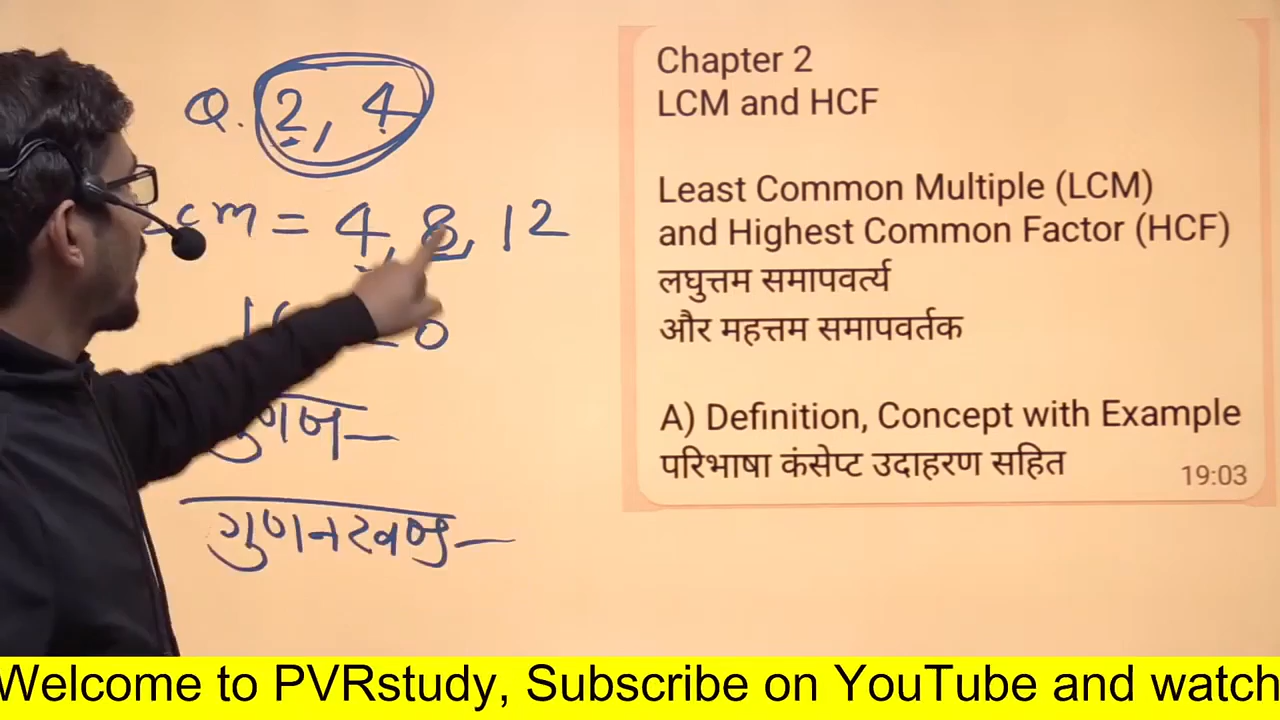 Q. 2, 4
cm = 4, 8, 12
गुणज—
गुणनखण्ड—
Chapter 2
LCM and HCF
Least Common Multiple (LCM)
and Highest Common Factor (HCF)
लघुत्तम समापवर्त्य
और महत्तम समापवर्तक
A) Definition, Concept with Example
परिभाषा कंसेप्ट उदाहरण सहित
19:03
Welcome to PVRstudy, Subscribe on YouTube and watch